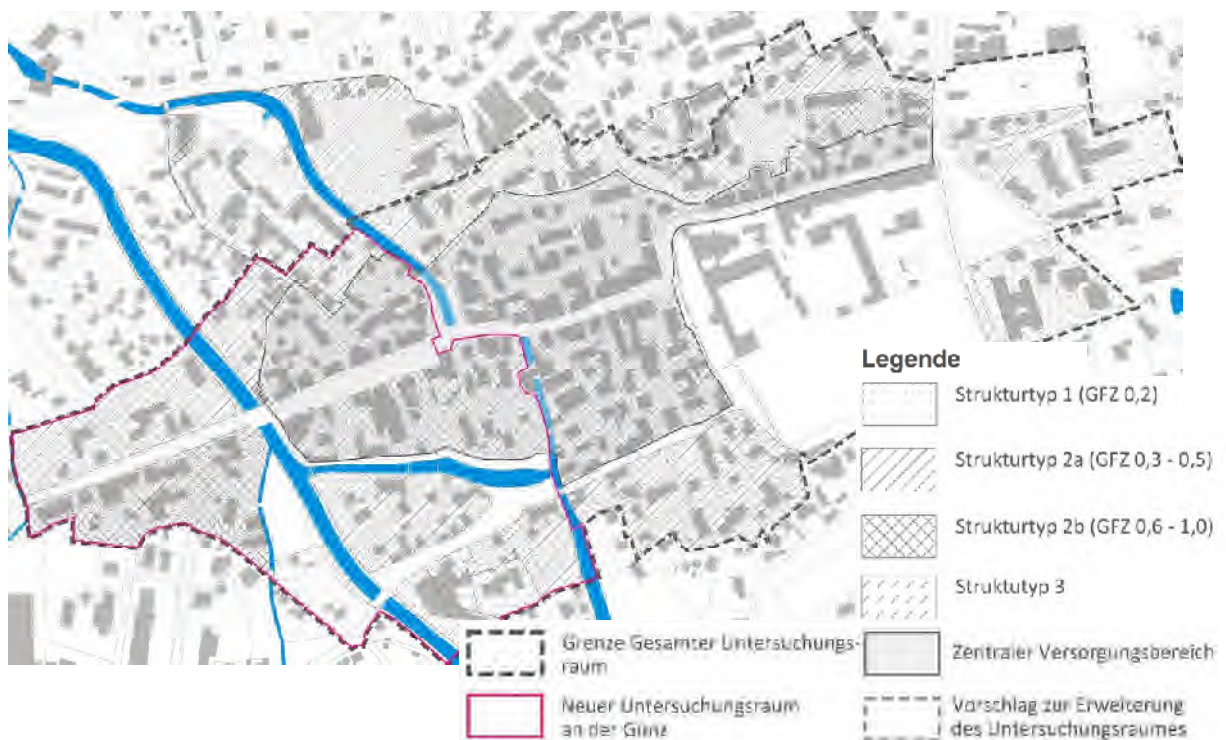 Legende
Strukturtyp 1 (GFZ 0,2)
Strukturtyp 2a (GFZ 0,3 - 0,5)
Strukturtyp 2b (GFZ 0,6 - 1,0)
Struktutyp 3
Zentraler Versorgungsbereich
Vorschlag zur Erweiterung
des Untersuchungsraumes
Grenze Gesamter Untersuchungs-
raum
Neuer Untersuchungsraum
an der Günz